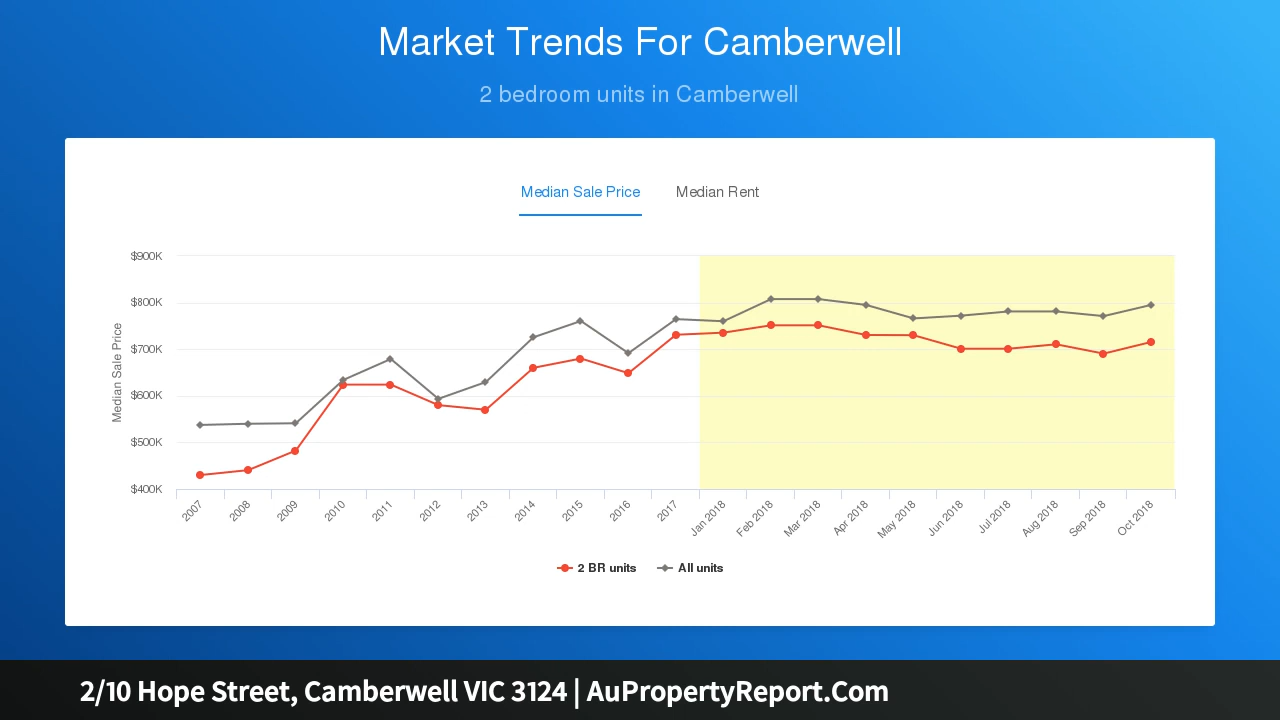 Market Trends For Camberwell
2 bedroom units in Camberwell
Median Sale Price Median Rent
$900K
$800K
$700K
$600K
$500K
$400K
Median Sale Price
2007 2008 2009 2010 2011 2012 2013 2014 2015 2016 2017 Jan 2018 Feb 2018 Mar 2018 Apr 2018 May 2018 Jun 2018 Jul 2018 Aug 2018 Sep 2018 Oct 2018
2 BR units All units
2/10 Hope Street, Camberwell VIC 3124 | AuPropertyReport.Com